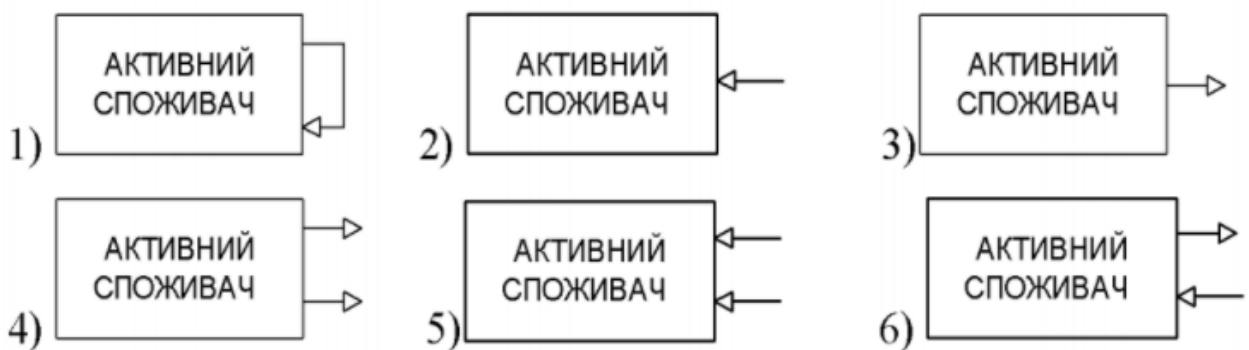 1) АКТИВНИЙ
СПОЖИВАЧ
2) АКТИВНИЙ
СПОЖИВАЧ
3) АКТИВНИЙ
СПОЖИВАЧ
4) АКТИВНИЙ
СПОЖИВАЧ
5) АКТИВНИЙ
СПОЖИВАЧ
6) АКТИВНИЙ
СПОЖИВАЧ